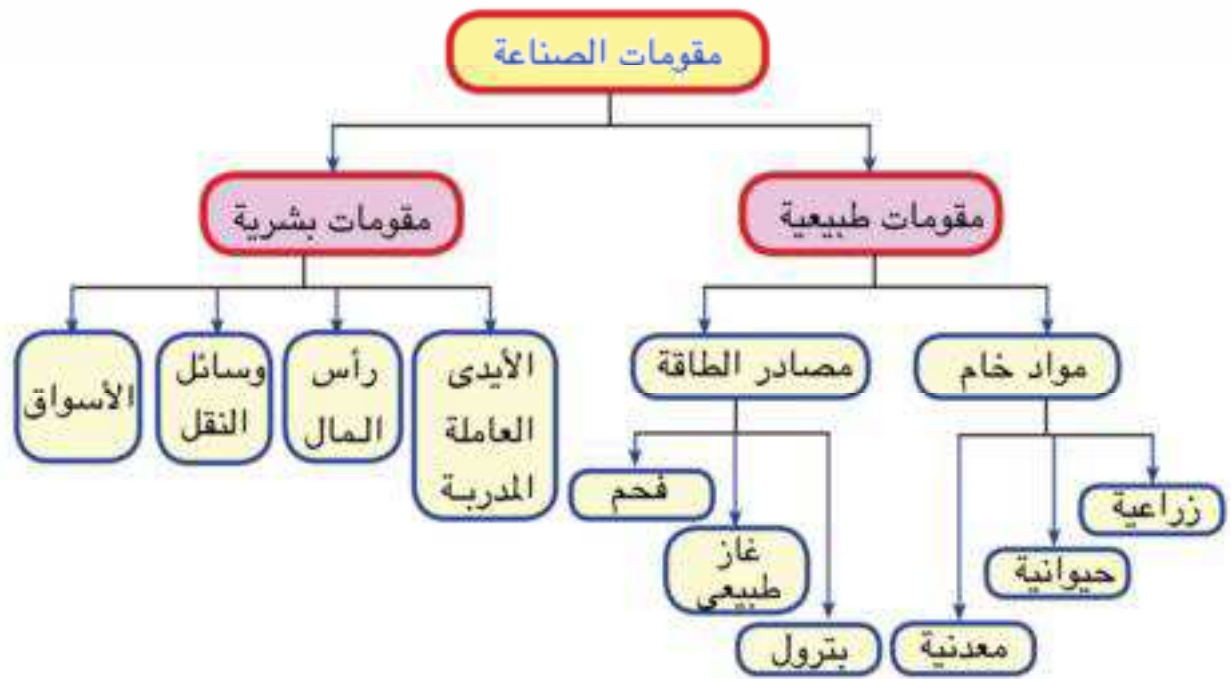 مقومات الصناعة
مقومات طبيعية
مقومات بشرية
مواد خام
مصادر الطاقة
الأيدى
العاملة
المدربة
رأس
المال
وسائل
النقل
الأسواق
زراعية
حيوانية
معدنية
فحم
غاز
طبيعى
بترول